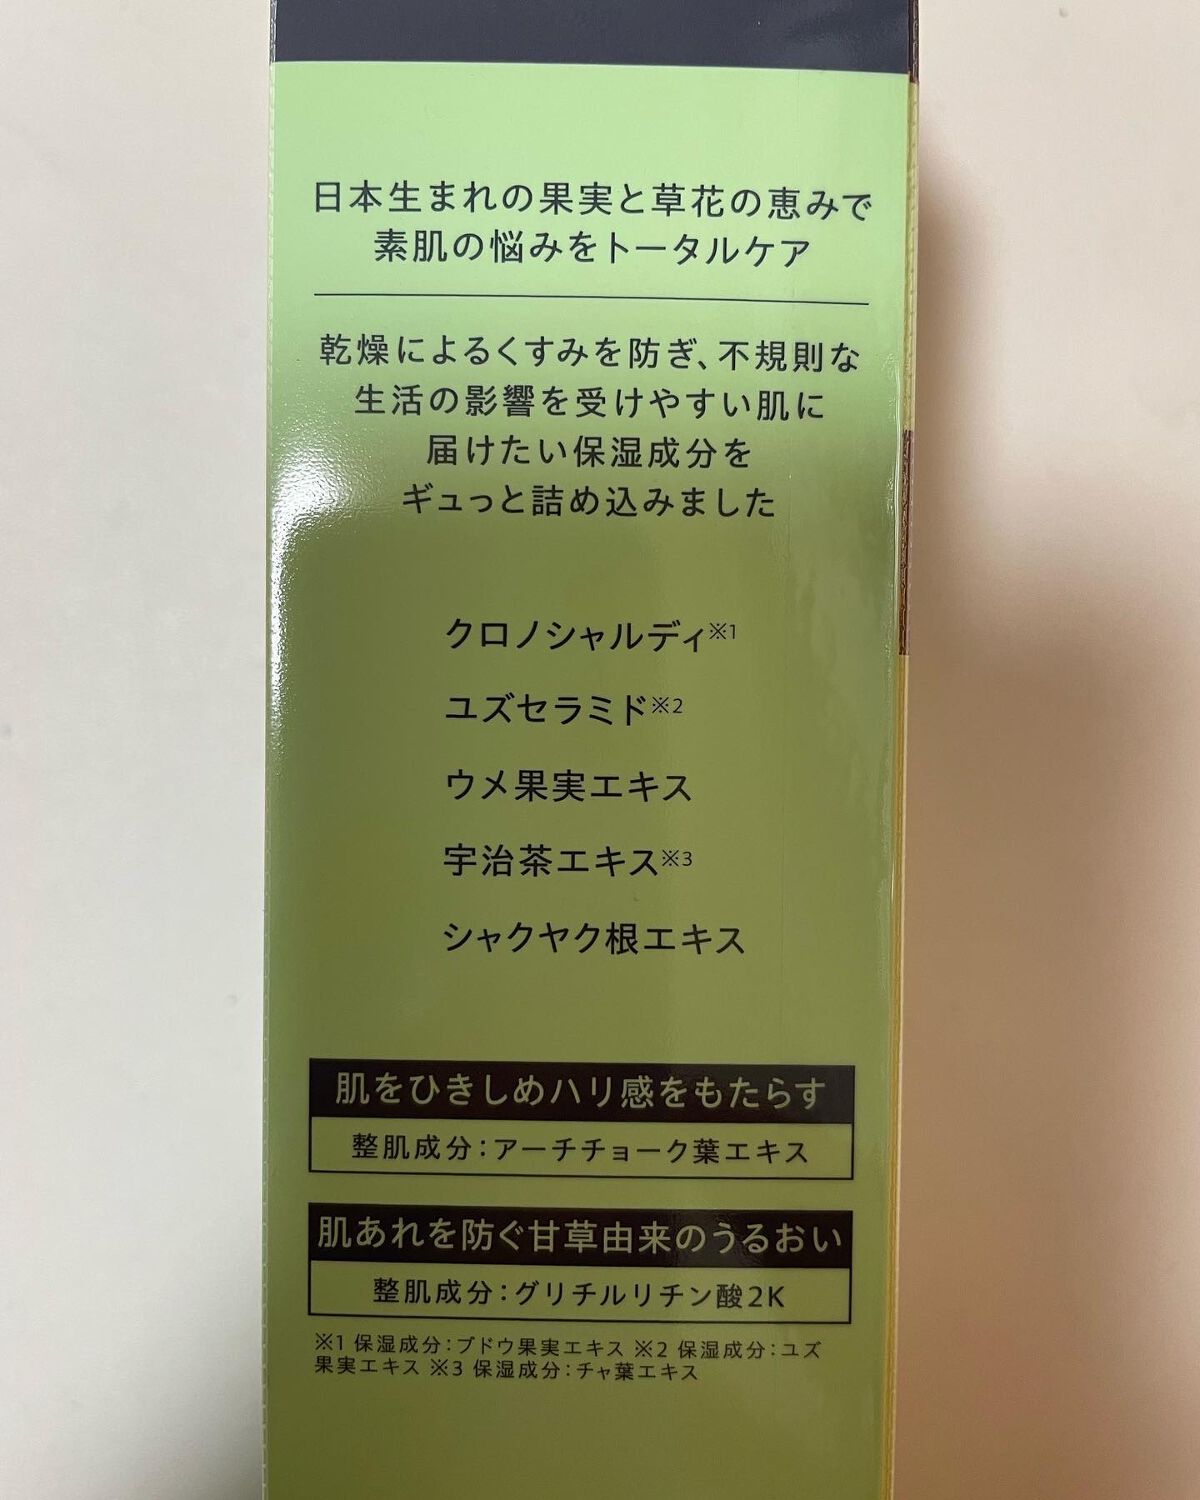 日本生まれの果実と草花の恵みで
素肌の悩みをトータルケア
乾燥によるくすみを防ぎ、不規則な
生活の影響を受けやすい肌に
届けたい保湿成分を
ギュっと詰め込みました
クロノシャルディ※1
ユズセラミド※2
ウメ果実エキス
宇治茶エキス※3
シャクヤク根エキス
肌をひきしめハリ感をもたらす
整肌成分：アーチチョーク葉エキス
肌あれを防ぐ甘草由来のうるおい
整肌成分：グリチルリチン酸2K
※1 保湿成分：ブドウ果実エキス ※2 保湿成分：ユズ
果実エキス ※3 保湿成分：チャ葉エキス